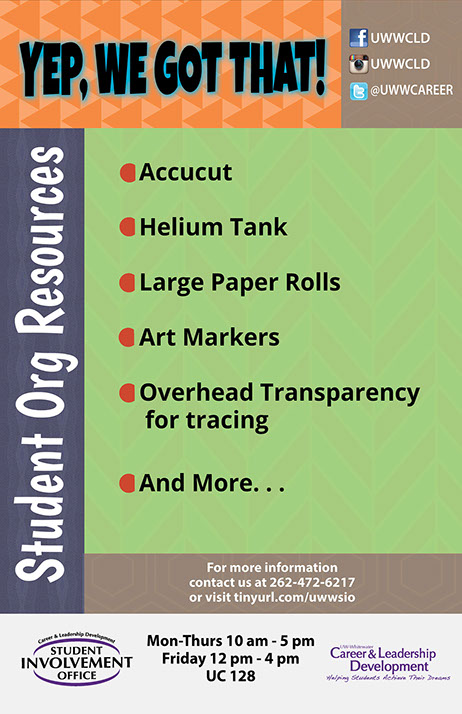 YEP, WE GOT THAT!
UWWCLD
UWWCLD
@UWWCAREER
Student Org Resources
Accucut
Helium Tank
Large Paper Rolls
Art Markers
Overhead Transparency
for tracing
And More. . .
For more information
contact us at 262-472-6217
or visit tinyurl.com/uwwsio
Career & Leadership Development
STUDENT
INVOLVEMENT
OFFICE
Mon-Thurs 10 am - 5 pm
Friday 12 pm - 4 pm
UC 128
UW-Whitewater
Career & Leadership
Development
Helping Students Achieve Their Dreams